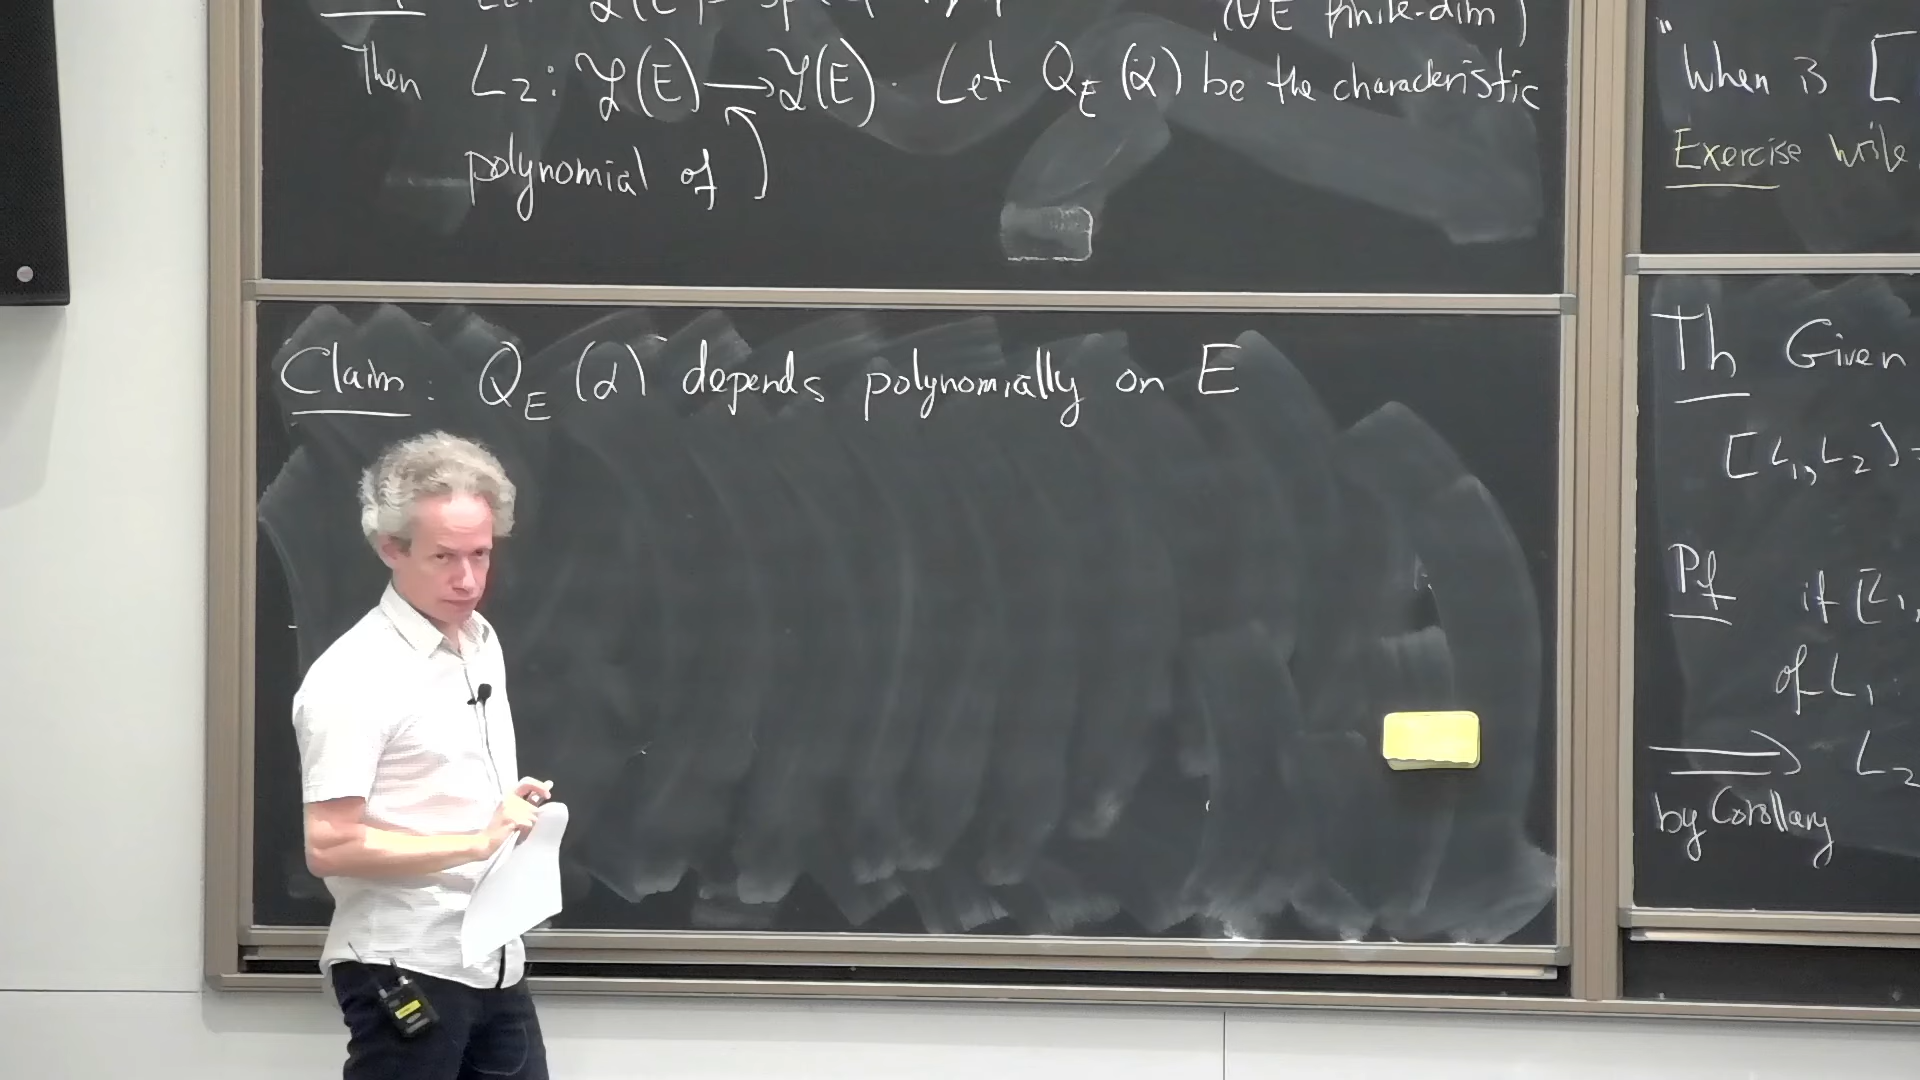 (∀E finite-dim)
Then L₂: 𝓛(E) → 𝓛(E). Let Q_E(α) be the characteristic
polynomial of
Claim: Q_E(α) depends polynomially on E
"When is [
Exercise write
Th Given
[L₁, L₂] =
Pf if [L₁,
of L₁
⟹ L₂
by Corollary